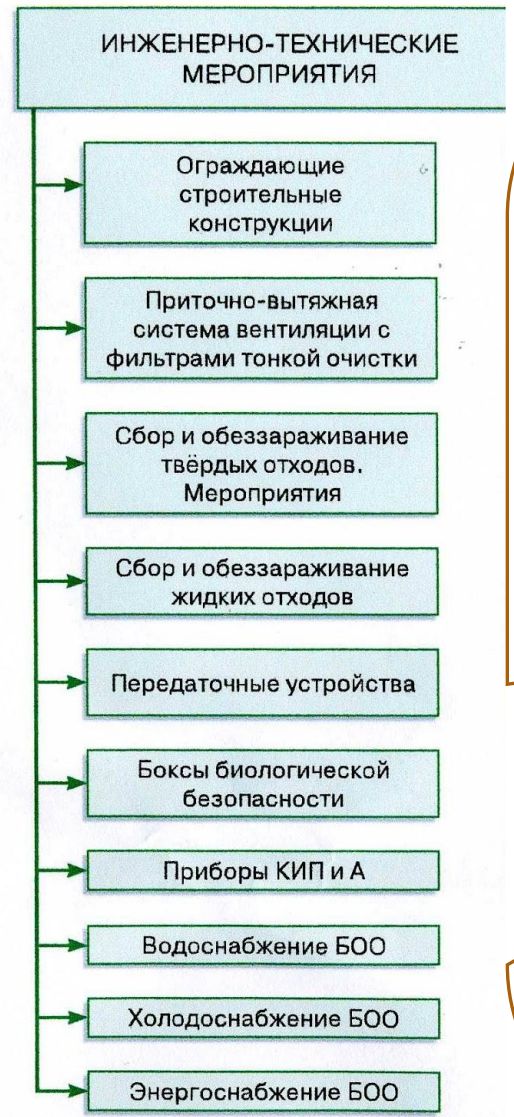 ИНЖЕНЕРНО-ТЕХНИЧЕСКИЕ
МЕРОПРИЯТИЯ
Ограждающие
строительные
конструкции
Приточно-вытяжная
система вентиляции с
фильтрами тонкой очистки
Сбор и обеззараживание
твёрдых отходов.
Мероприятия
Сбор и обеззараживание
жидких отходов
Передаточные устройства
Боксы биологической
безопасности
Приборы КИП и А
Водоснабжение БОО
Холодоснабжение БОО
Энергоснабжение БОО